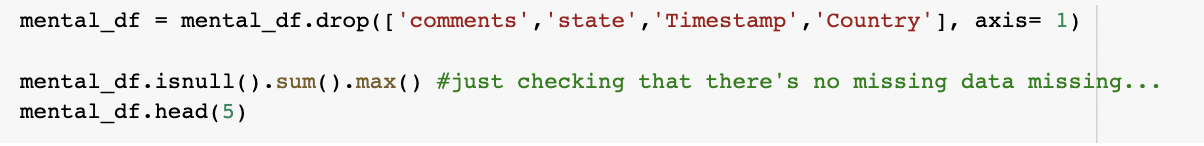 mental_df = mental_df.drop(['comments','state','Timestamp','Country'], axis= 1)
mental_df.isnull().sum().max() #just checking that there's no missing data missing...
mental_df.head(5)